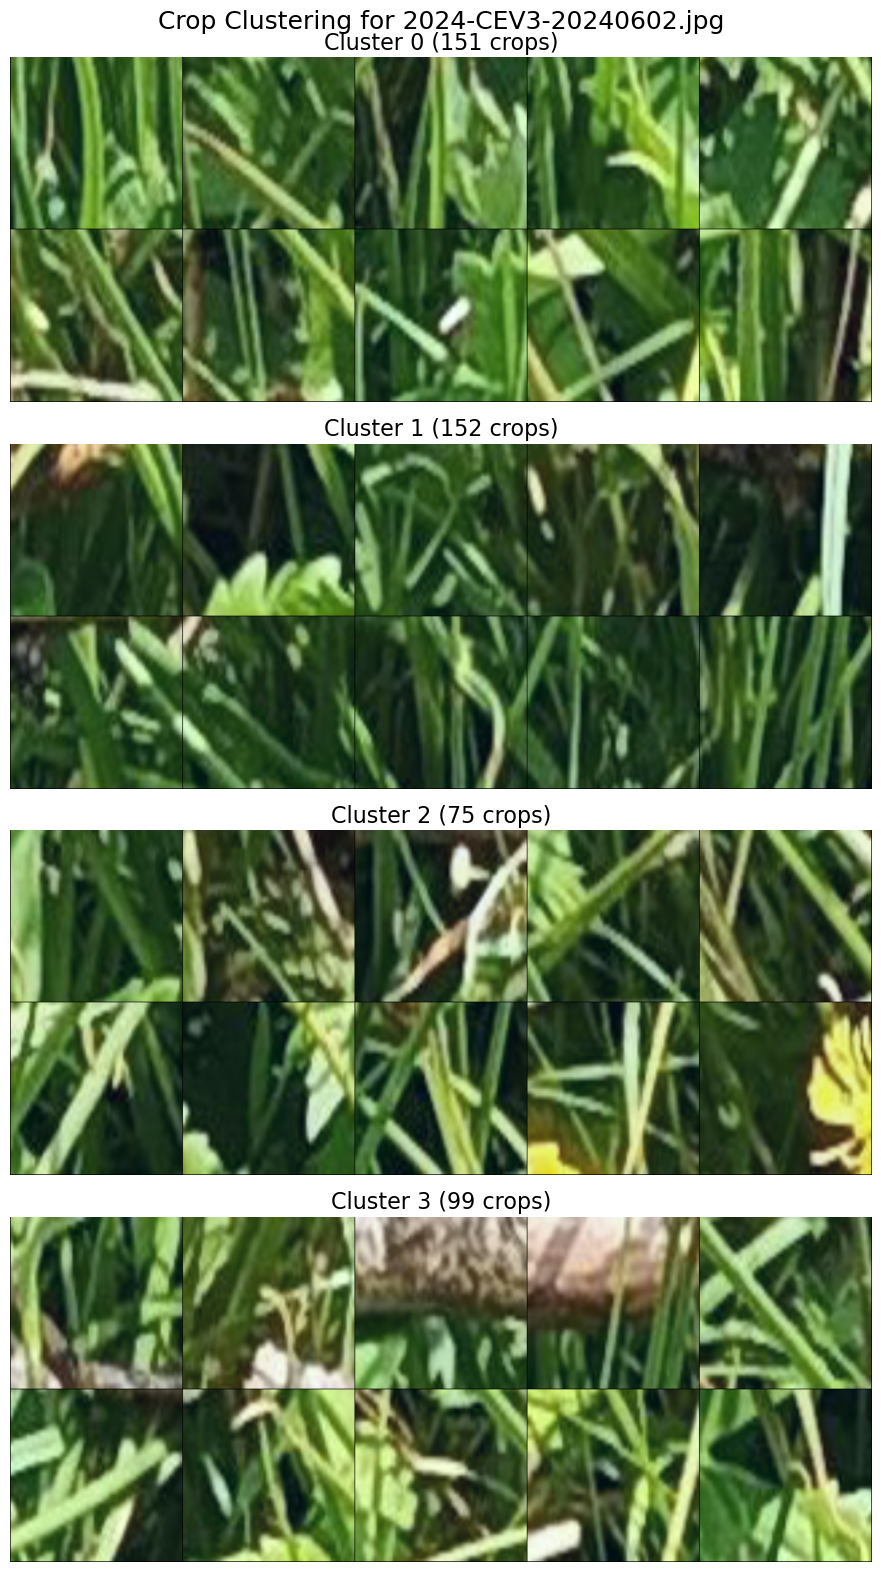 Crop Clustering for 2024-CEV3-20240602.jpg
Cluster 0 (151 crops)
Cluster 1 (152 crops)
Cluster 2 (75 crops)
Cluster 3 (99 crops)